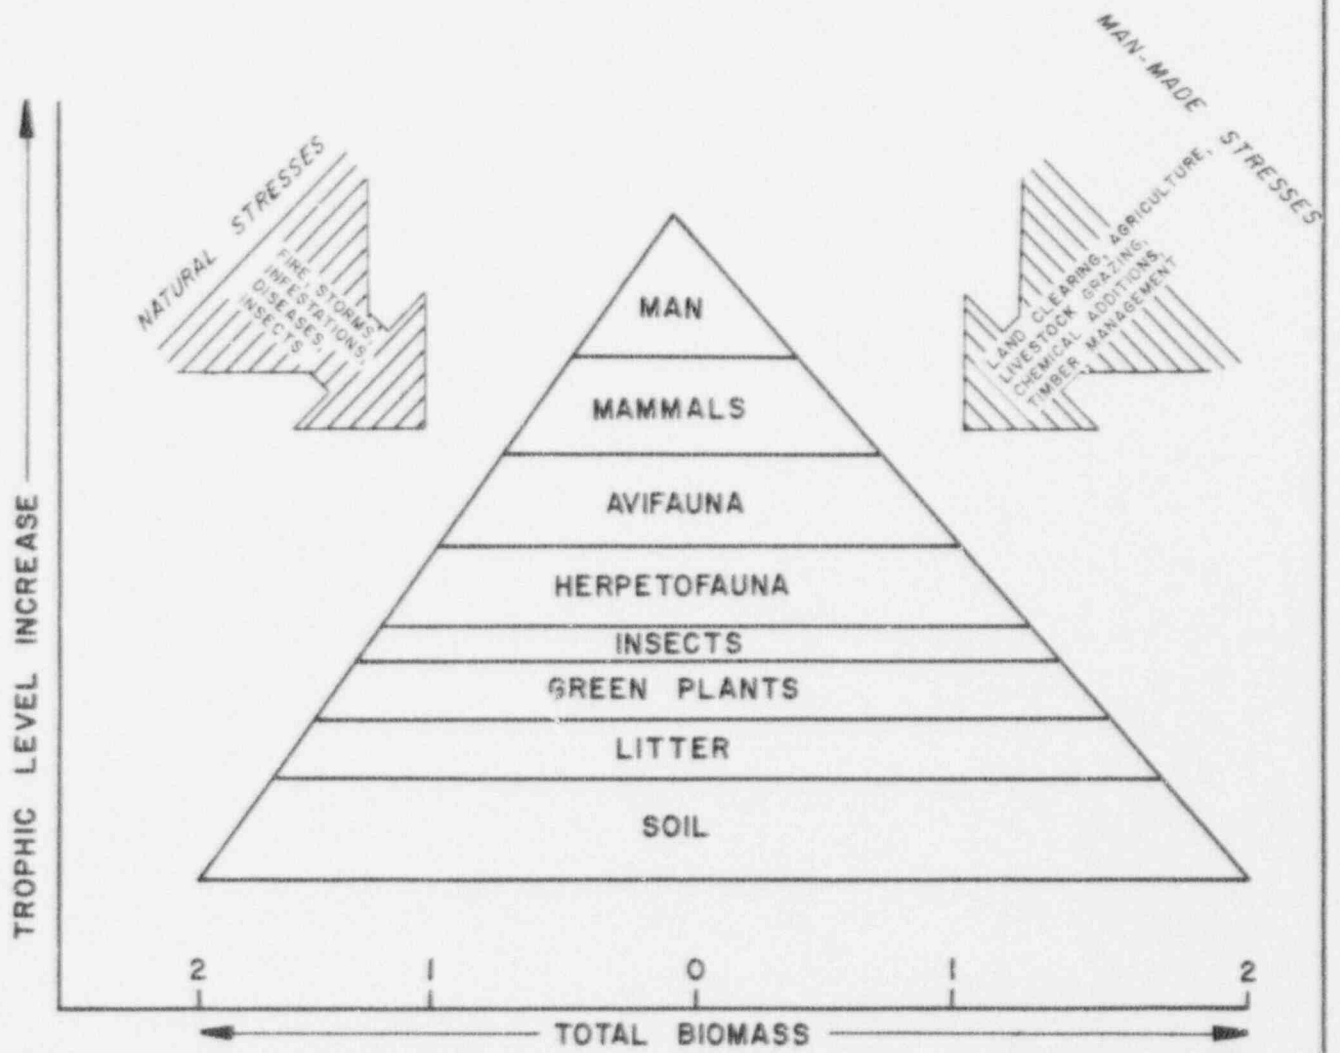 MAN-MADE STRESSES
NATURAL STRESSES
FIRE, STORMS,
INFESTATIONS,
DISEASES,
INSECTS
LAND CLEARING, AGRICULTURE,
LIVESTOCK GRAZING,
CHEMICAL ADDITIONS,
TIMBER MANAGEMENT
MAN
MAMMALS
AVIFAUNA
HERPETOFAUNA
INSECTS
GREEN PLANTS
LITTER
SOIL
TROPHIC LEVEL INCREASE
2 1 0 1 2
TOTAL BIOMASS